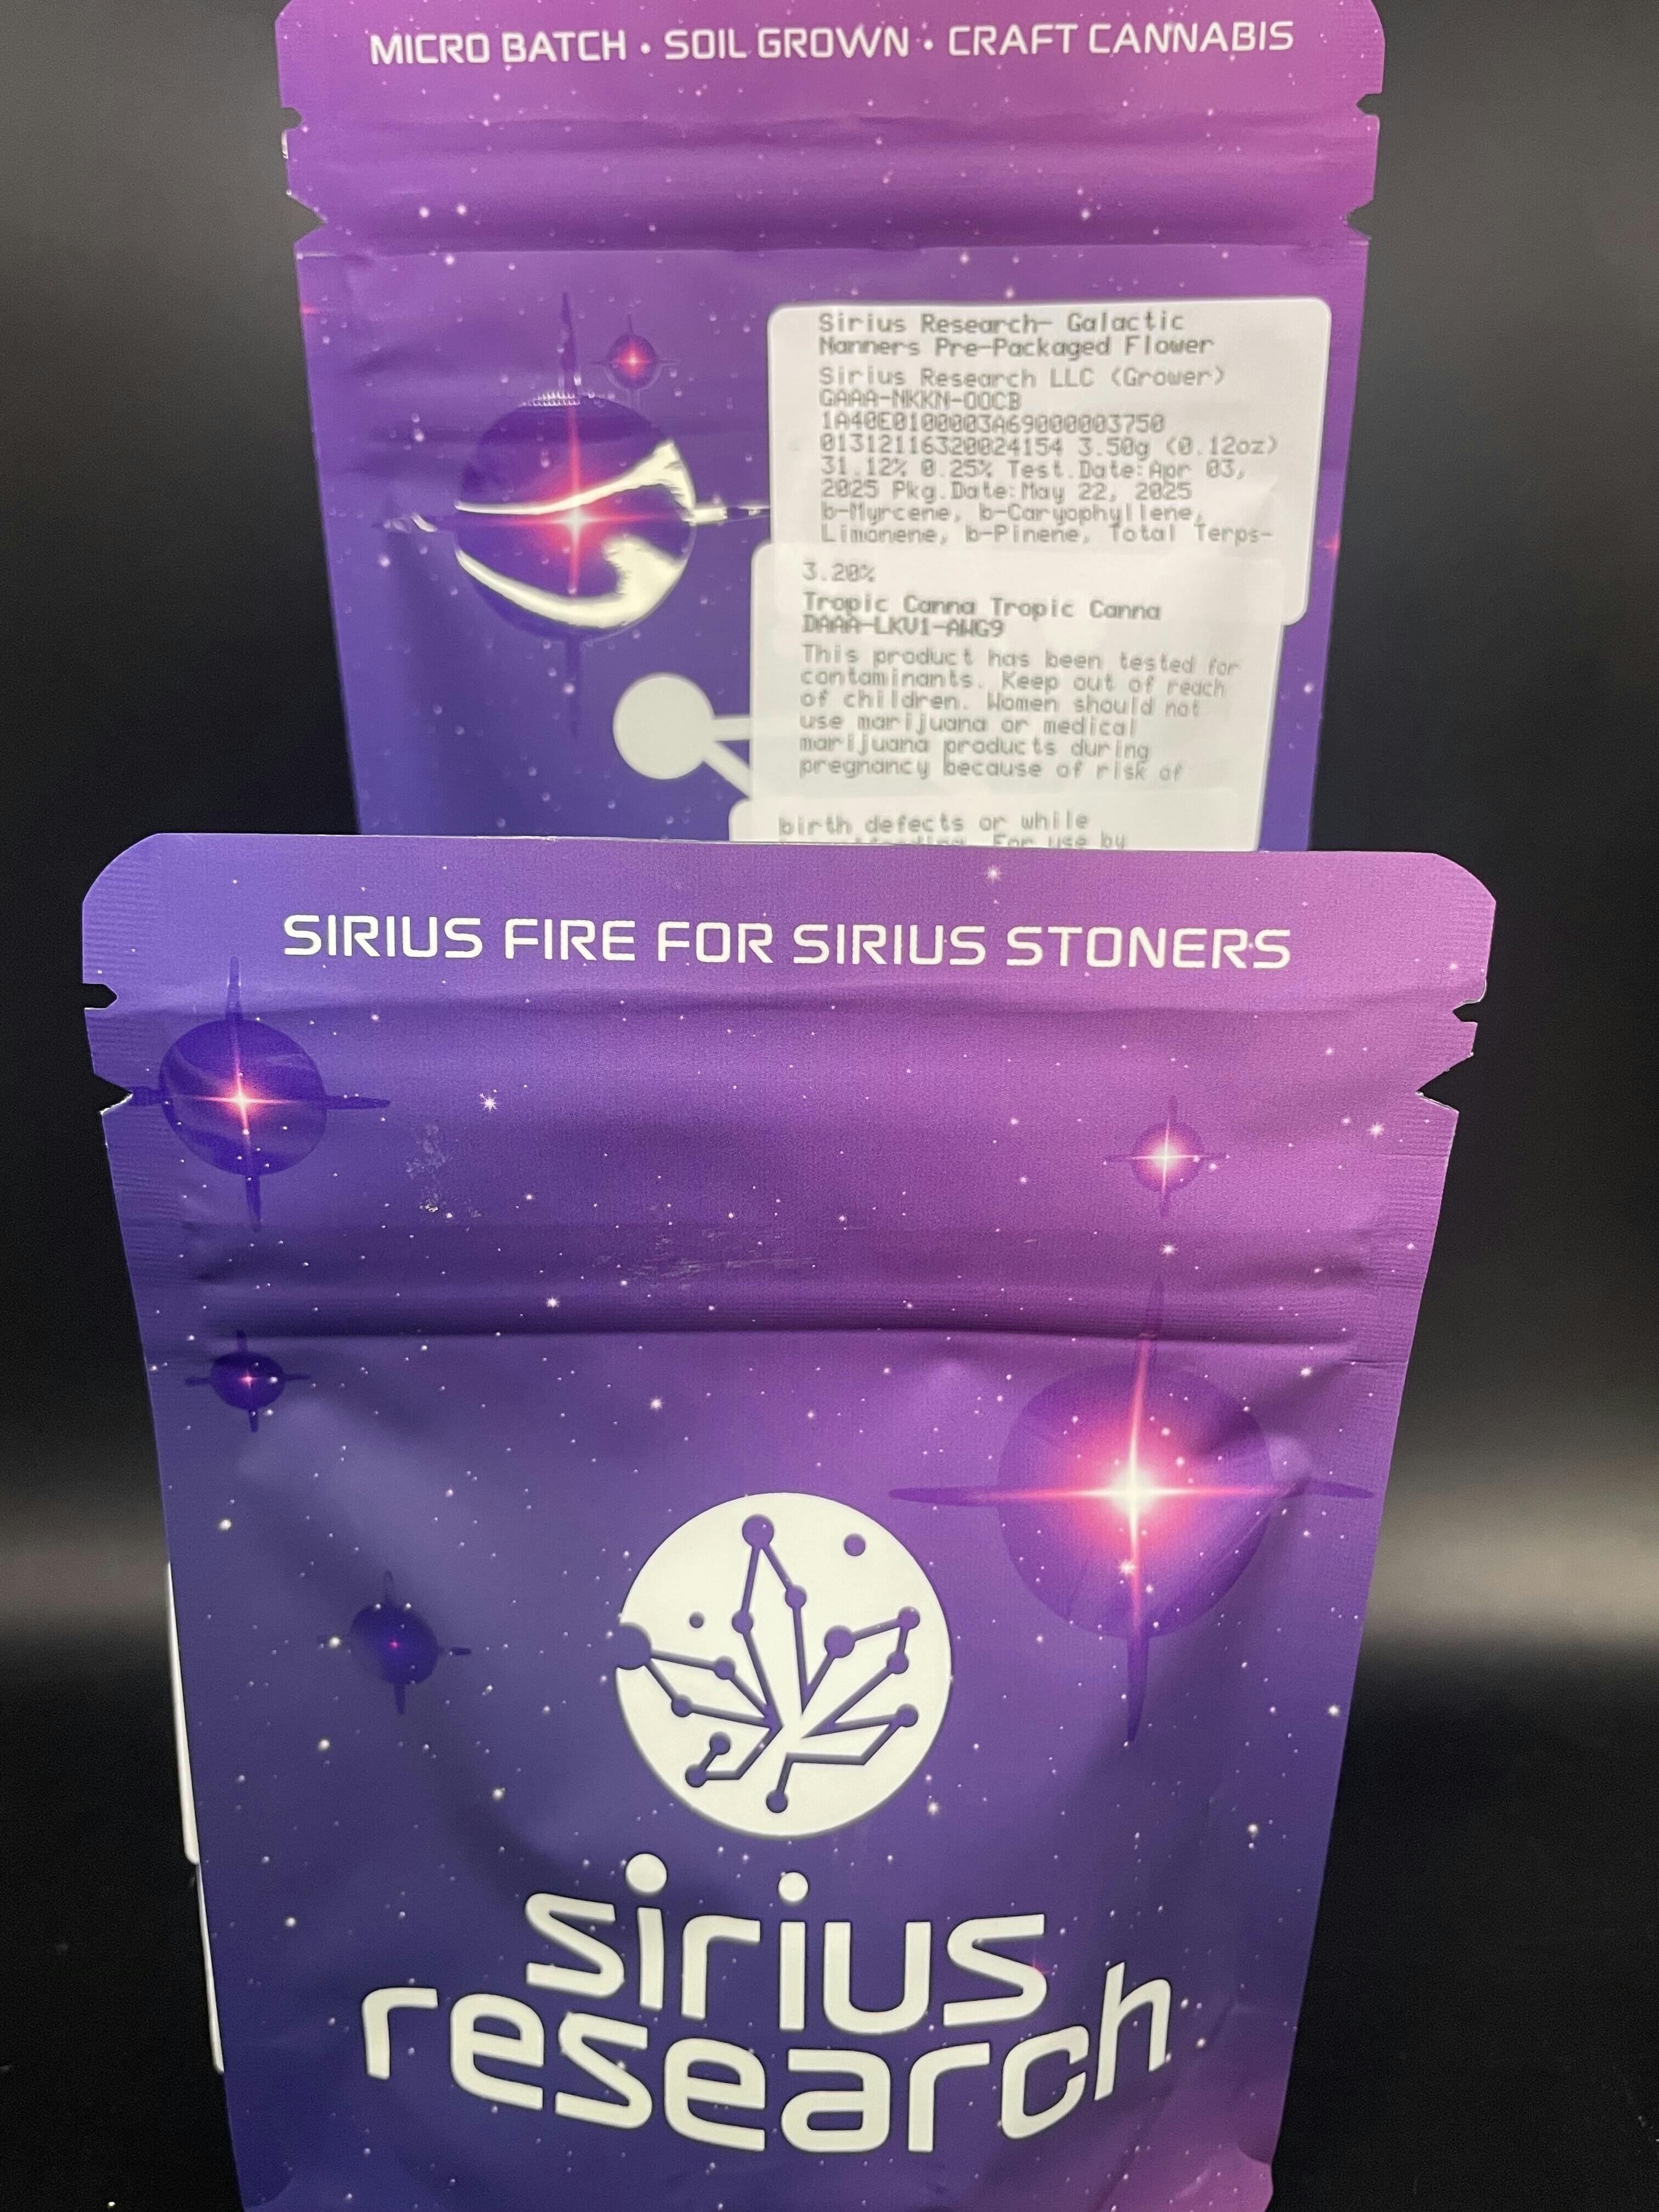 MICRO BATCH • SOIL GROWN • CRAFT CANNABIS
Sirius Research- Galactic
Nanners Pre-Packaged Flower
Sirius Research LLC (Grower)
GAAA-NKKN-OOCB
1A40E0100003A69000003750
01312116320024154 3.50g (0.12oz)
31.12% 0.25% Test.Date:Apr 03,
2025 Pkg.Date:May 22, 2025
b-Myrcene, b-Caryophyllene,
Limonene, b-Pinene, Total Terps-
3.20%
Tropic Canna Tropic Canna
DAAA-LKV1-AWG9
This product has been tested for
contaminants. Keep out of reach
of children. Women should not
use marijuana or medical
marijuana products during
pregnancy because of risk of
birth defects or while
For use by
SIRIUS FIRE FOR SIRIUS STONERS
sirius
research